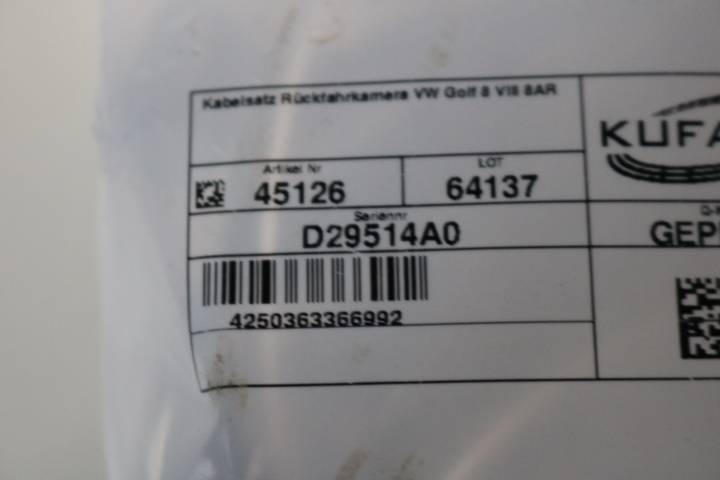 Kabelsatz Rückfahrkamera VW Golf 8 VIII 8AR
KUFA
Artikel Nr
LOT
45126
64137
Seriennr
D29514A0
GEP
4250363366992